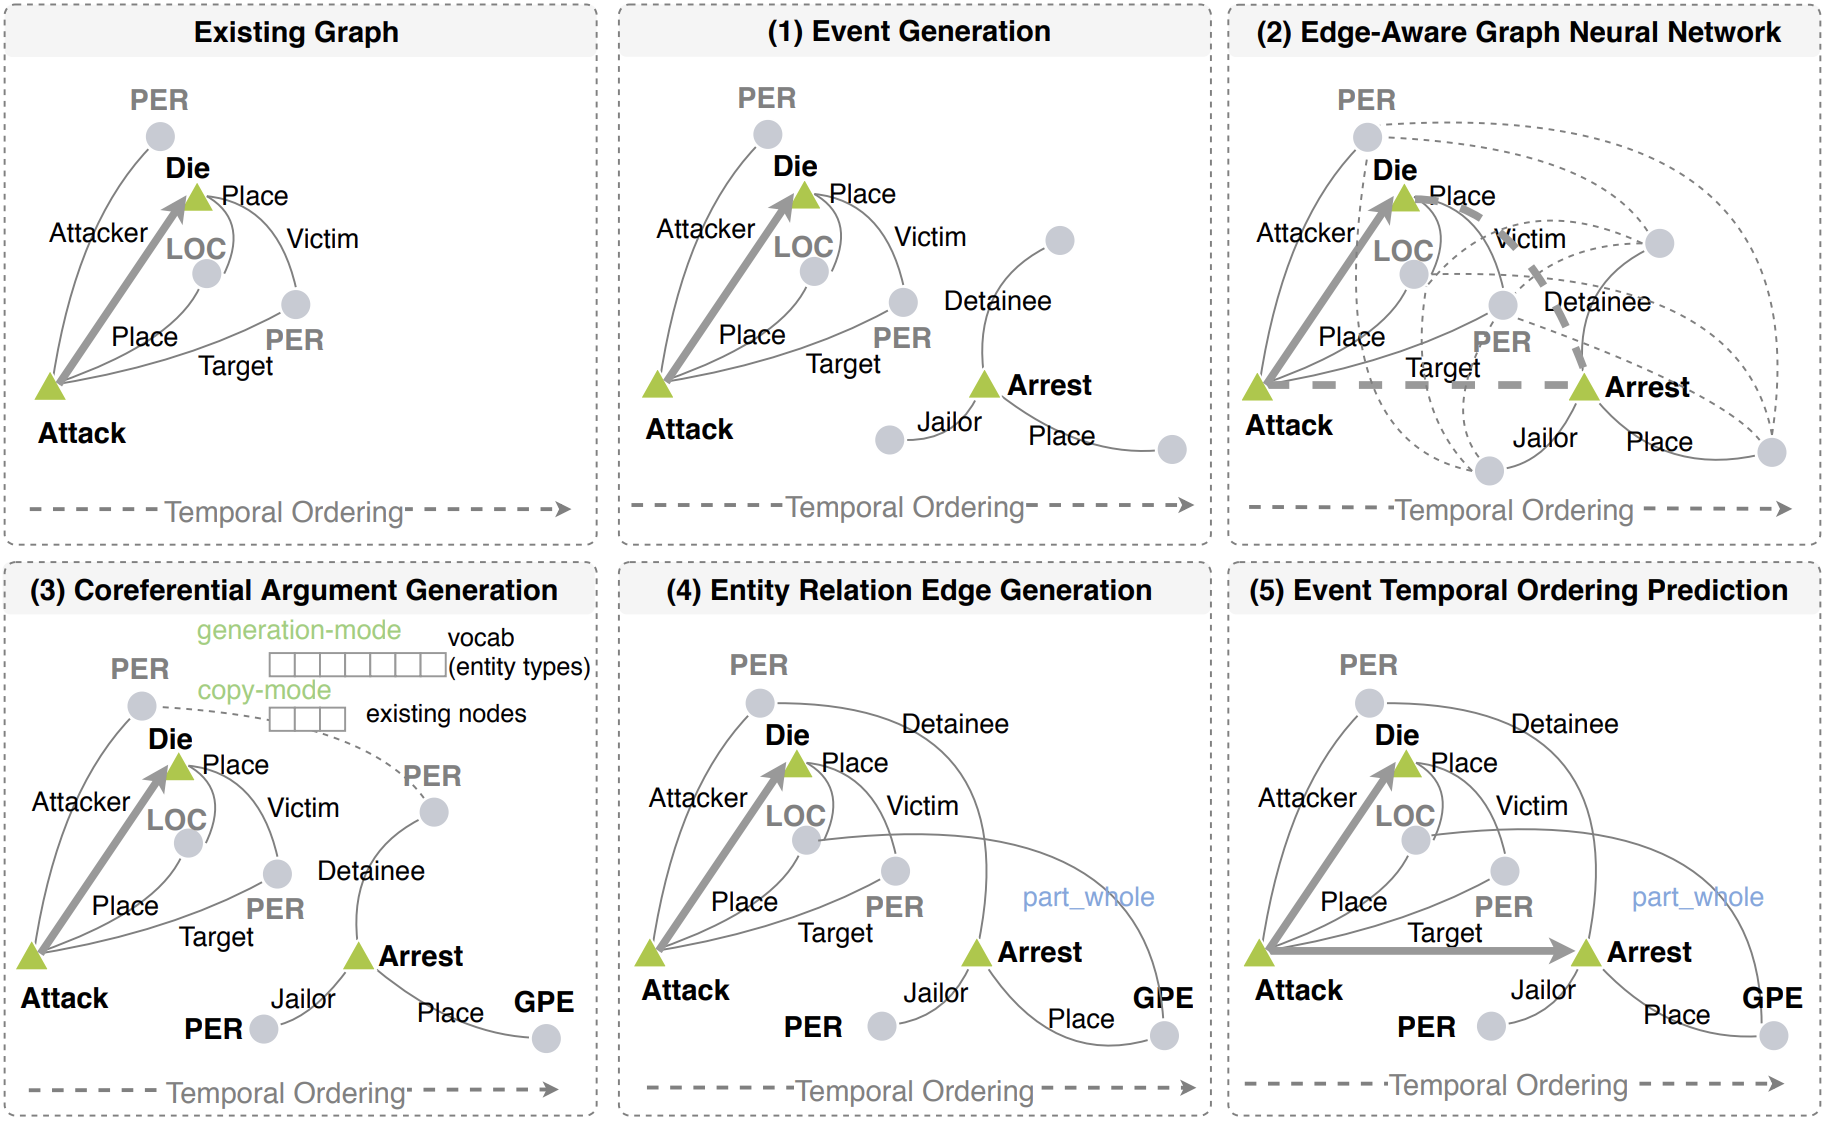 Existing Graph
PER
Die
Place
Attacker
Victim
LOC
Place
PER
Target
Attack
Temporal Ordering
(1) Event Generation
PER
Die
Place
Attacker
Victim
LOC
Detainee
Place
PER
Target
Arrest
Attack
Jailor
Place
Temporal Ordering
(2) Edge-Aware Graph Neural Network
PER
Die
Place
Attacker
Victim
LOC
Detainee
Place
PER
Target
Arrest
Attack
Jailor
Place
Temporal Ordering
(3) Coreferential Argument Generation
generation-mode
vocab
(entity types)
PER
copy-mode
existing nodes
Die
Place
PER
Attacker
Victim
LOC
Detainee
Place
PER
Target
Arrest
Attack
Jailor
Place
GPE
PER
Temporal Ordering
(4) Entity Relation Edge Generation
PER
Detainee
Die
Place
Attacker
Victim
LOC
part_whole
Place
PER
Target
Arrest
Attack
Jailor
GPE
PER
Place
Temporal Ordering
(5) Event Temporal Ordering Prediction
PER
Detainee
Die
Place
Attacker
Victim
LOC
part_whole
Place
PER
Target
Arrest
Attack
Jailor
GPE
Place
PER
Temporal Ordering